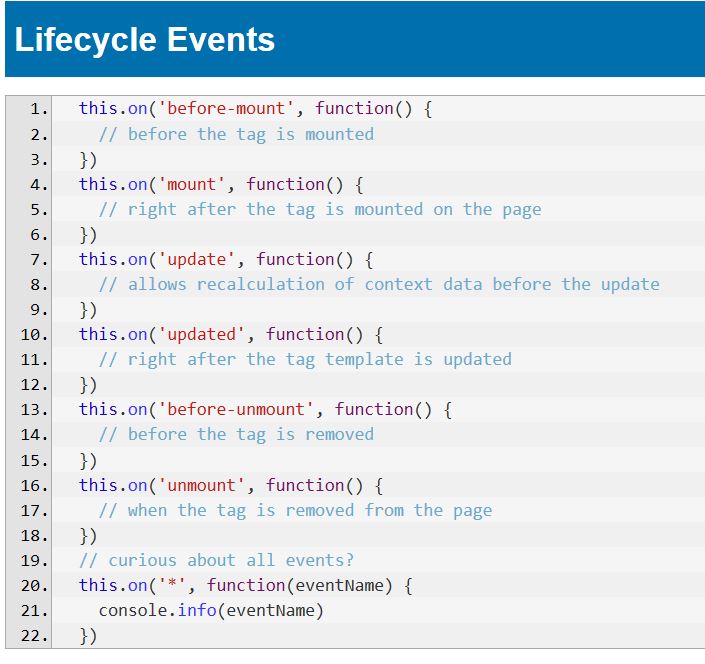 Lifecycle Events
1. this.on('before-mount', function() {
2. // before the tag is mounted
3. })
4. this.on('mount', function() {
5. // right after the tag is mounted on the page
6. })
7. this.on('update', function() {
8. // allows recalculation of context data before the update
9. })
10. this.on('updated', function() {
11. // right after the tag template is updated
12. })
13. this.on('before-unmount', function() {
14. // before the tag is removed
15. })
16. this.on('unmount', function() {
17. // when the tag is removed from the page
18. })
19. // curious about all events?
20. this.on('*', function(eventName) {
21. console.info(eventName)
22. })